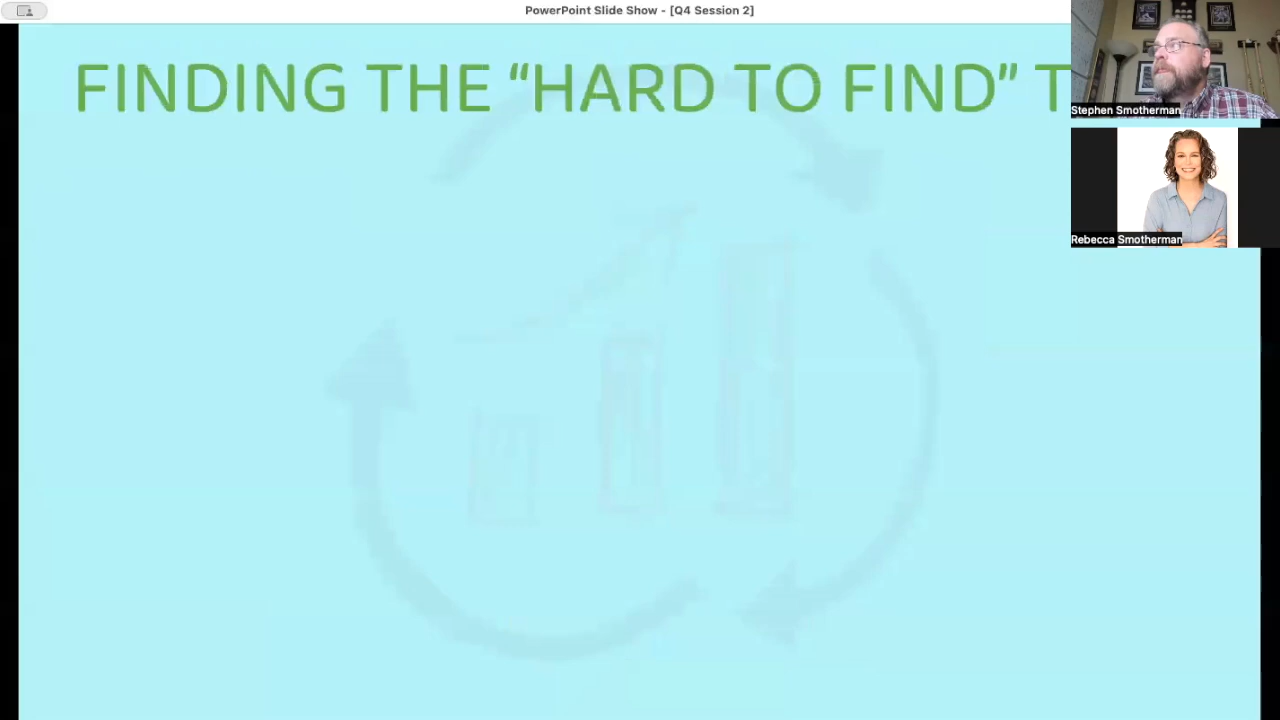 PowerPoint Slide Show - [Q4 Session 2]
FINDING THE “HARD TO FIND” T
Stephen Smotherman
Rebecca Smotherman